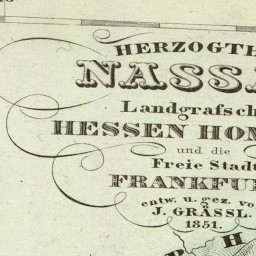 HERZOGTH
NASSA
Landgrafsch
HESSEN HOM
und die
Freie Stadt
FRANKFU
entw. u. gez. vo
J. GRÄSSL.
1851.
H